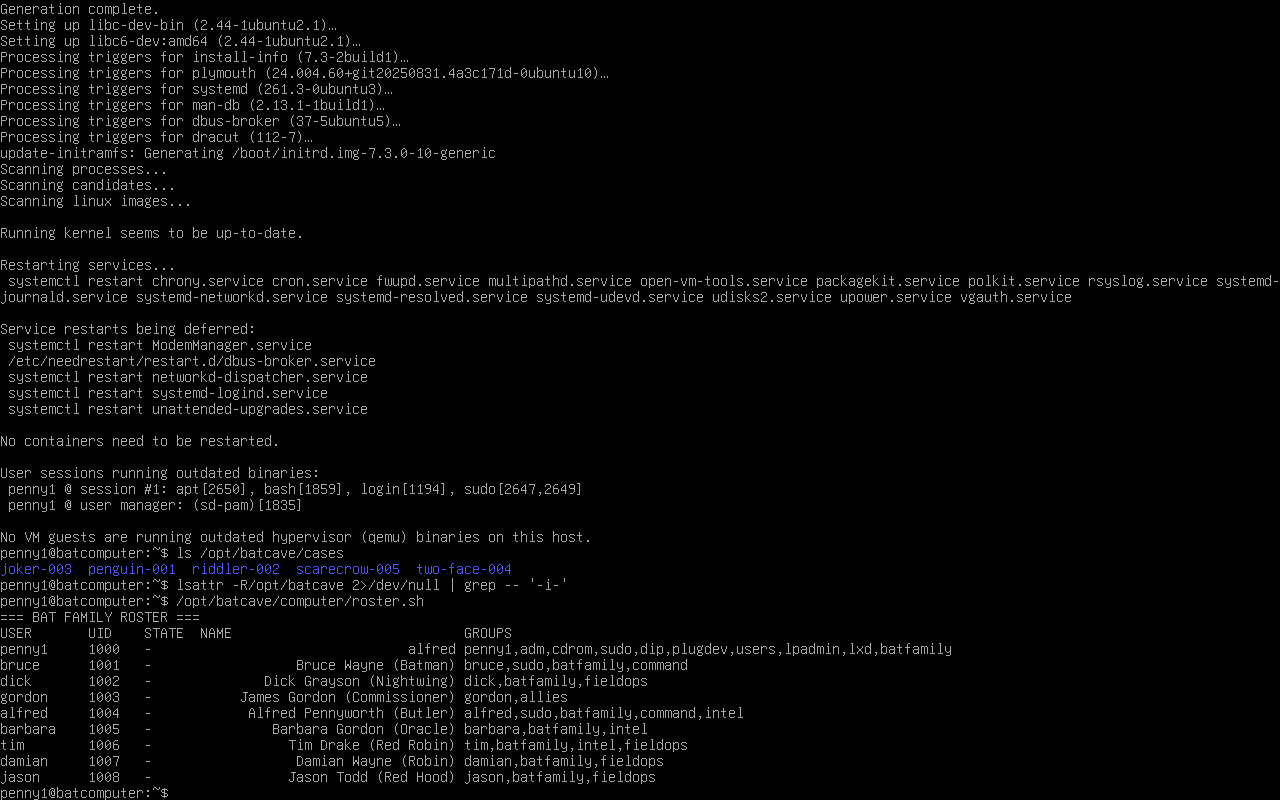 Generation complete.
Setting up libc-dev-bin (2.44-1ubuntu2.1)…
Setting up libc6-dev:amd64 (2.44-1ubuntu2.1)…
Processing triggers for install-info (7.3-2build1)…
Processing triggers for plymouth (24.004.60+git20250831.4a3c171d-0ubuntu10)…
Processing triggers for systemd (261.3-0ubuntu3)…
Processing triggers for man-db (2.13.1-1build1)…
Processing triggers for dbus-broker (37-5ubuntu5)…
Processing triggers for dracut (112-7)…
update-initramfs: Generating /boot/initrd.img-7.3.0-10-generic
Scanning processes...
Scanning candidates...
Scanning linux images...

Running kernel seems to be up-to-date.

Restarting services...
 systemctl restart chrony.service cron.service fwupd.service multipathd.service open-vm-tools.service packagekit.service polkit.service rsyslog.service systemd-
journald.service systemd-networkd.service systemd-resolved.service systemd-udevd.service udisks2.service upower.service vgauth.service

Service restarts being deferred:
 systemctl restart ModemManager.service
 /etc/needrestart/restart.d/dbus-broker.service
 systemctl restart networkd-dispatcher.service
 systemctl restart systemd-logind.service
 systemctl restart unattended-upgrades.service

No containers need to be restarted.

User sessions running outdated binaries:
 penny1 @ session #1: apt[2650], bash[1859], login[1194], sudo[2647,2649]
 penny1 @ user manager: (sd-pam)[1835]

No VM guests are running outdated hypervisor (qemu) binaries on this host.
penny1@batcomputer:~$ ls /opt/batcave/cases
joker-003  penguin-001  riddler-002  scarecrow-005  two-face-004
penny1@batcomputer:~$ lsattr -R/opt/batcave 2>/dev/null | grep -- '-i-'
penny1@batcomputer:~$ /opt/batcave/computer/roster.sh
=== BAT FAMILY ROSTER ===
USER       UID    STATE  NAME                             GROUPS
penny1     1000   -                                alfred penny1,adm,cdrom,sudo,dip,plugdev,users,lpadmin,lxd,batfamily
bruce      1001   -                  Bruce Wayne (Batman) bruce,sudo,batfamily,command
dick       1002   -              Dick Grayson (Nightwing) dick,batfamily,fieldops
gordon     1003   -           James Gordon (Commissioner) gordon,allies
alfred     1004   -            Alfred Pennyworth (Butler) alfred,sudo,batfamily,command,intel
barbara    1005   -               Barbara Gordon (Oracle) barbara,batfamily,intel
tim        1006   -                 Tim Drake (Red Robin) tim,batfamily,intel,fieldops
damian     1007   -                  Damian Wayne (Robin) damian,batfamily,fieldops
jason      1008   -                 Jason Todd (Red Hood) jason,batfamily,fieldops
penny1@batcomputer:~$